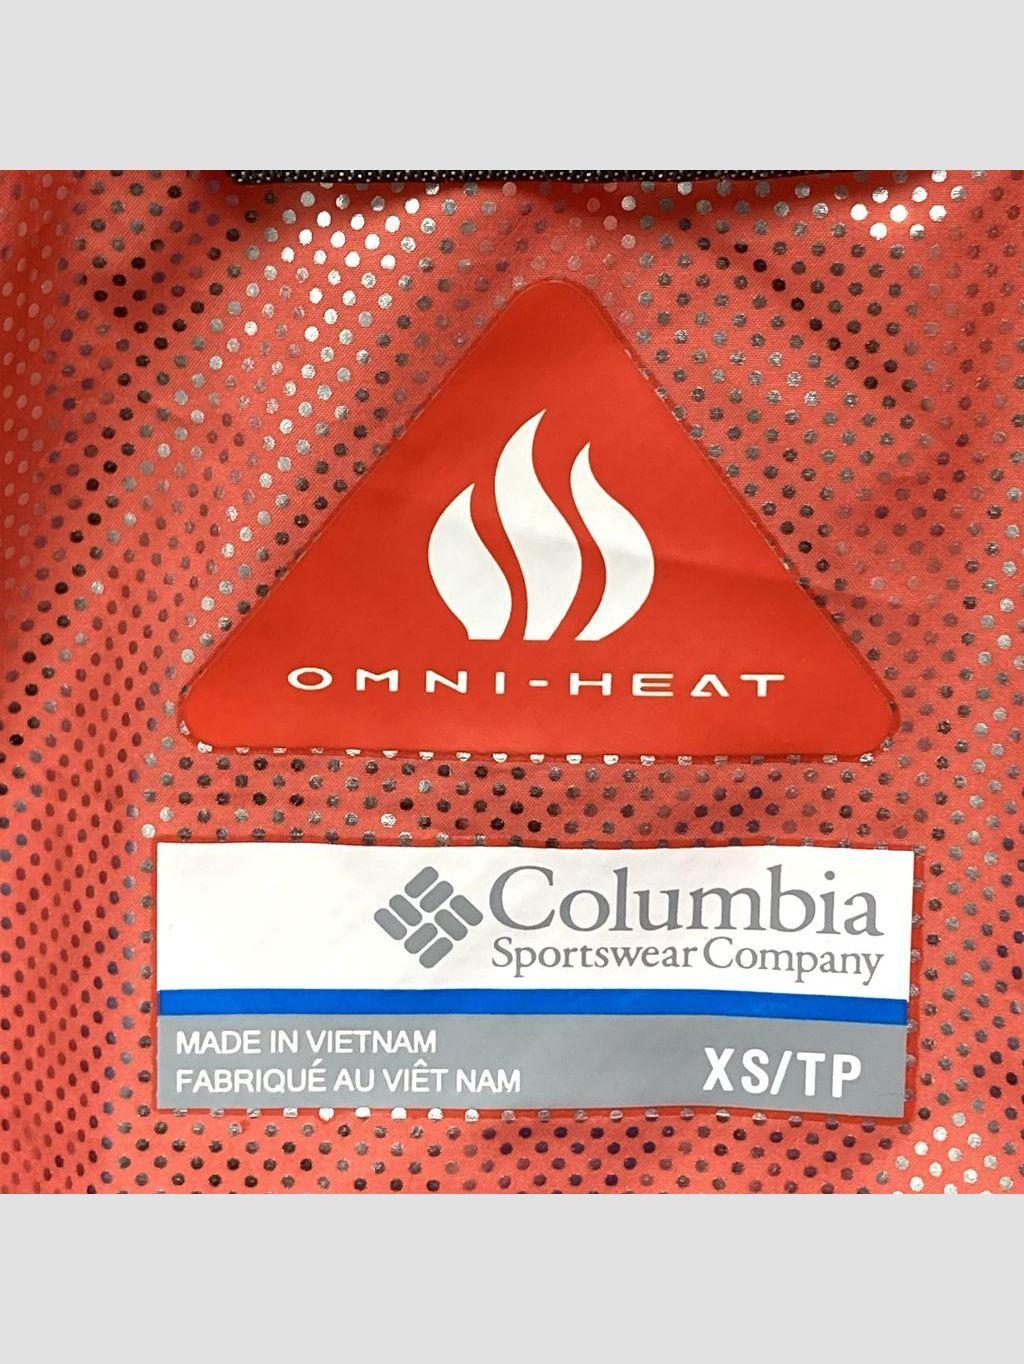 OMNI-HEAT
Columbia
Sportswear Company
MADE IN VIETNAM
FABRIQUÉ AU VIÊT NAM
XS/TP